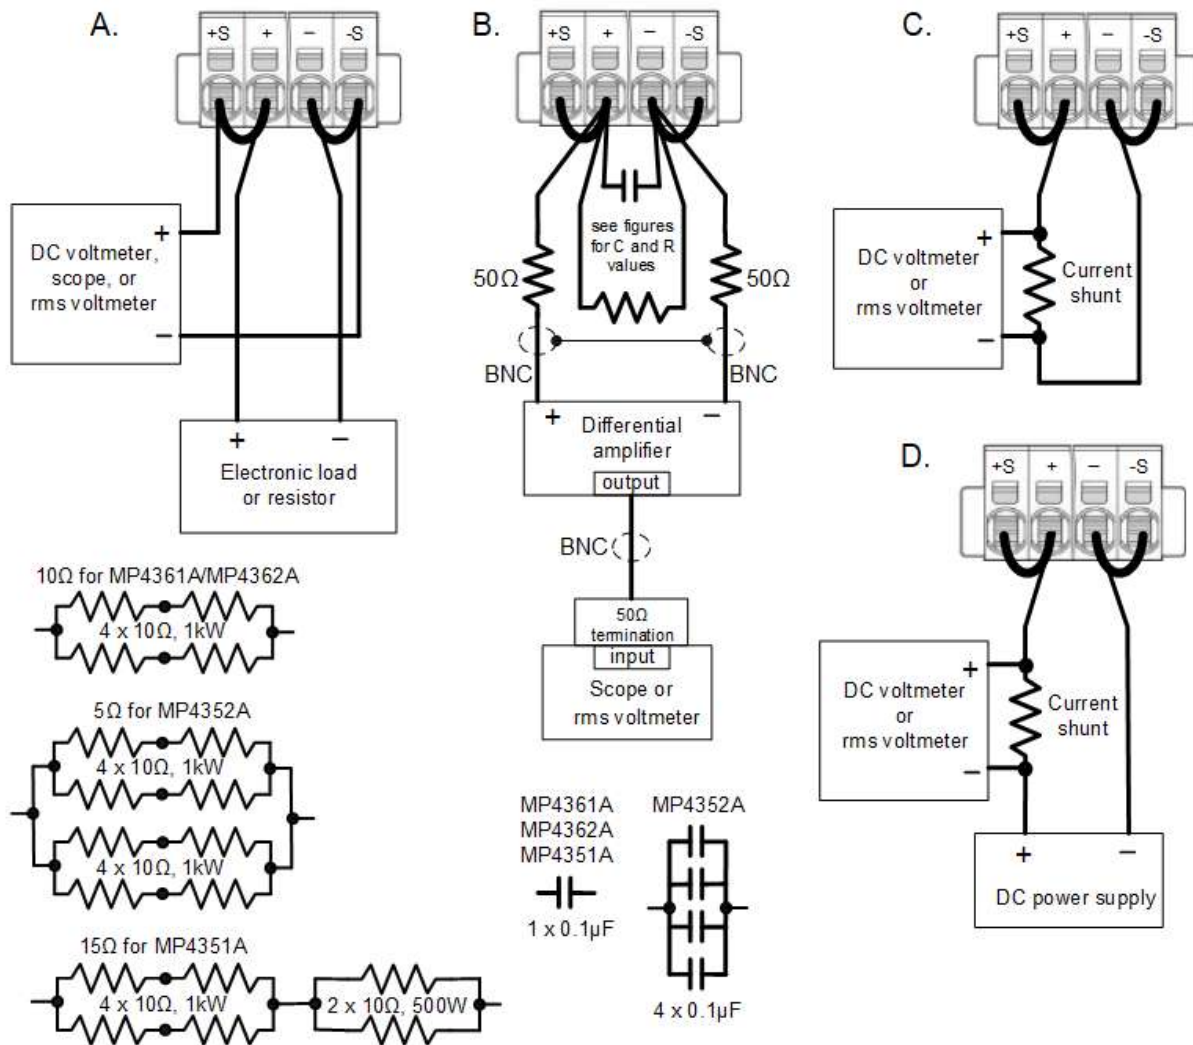 A.
+S + − -S
+
DC voltmeter,
scope, or
rms voltmeter
−
+ −
Electronic load
or resistor
10Ω for MP4361A/MP4362A
4 x 10Ω, 1kW
5Ω for MP4352A
4 x 10Ω, 1kW
4 x 10Ω, 1kW
15Ω for MP4351A
4 x 10Ω, 1kW
2 x 10Ω, 500W
B.
+S + − -S
see figures
for C and R
values
50Ω
50Ω
BNC
BNC
+ −
Differential
amplifier
output
BNC
50Ω
termination
input
Scope or
rms voltmeter
MP4361A
MP4362A
MP4351A
1 x 0.1µF
MP4352A
4 x 0.1µF
C.
+S + − -S
+
DC voltmeter
or
rms voltmeter
−
Current
shunt
D.
+S + − -S
+
DC voltmeter
or
rms voltmeter
−
Current
shunt
+ −
DC power supply